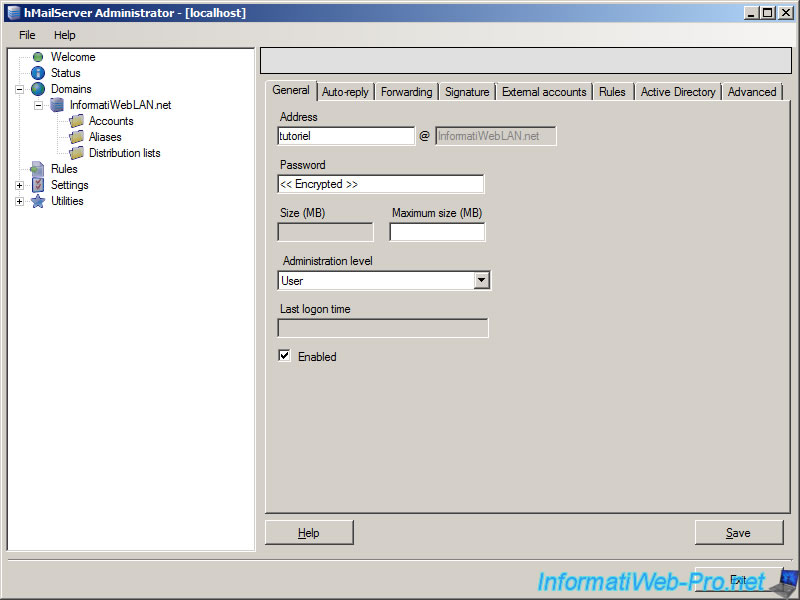 hMailServer Administrator - [localhost]
File Help
Welcome
Status
Domains
InformatiWebLAN.net
Accounts
Aliases
Distribution lists
Rules
Settings
Utilities
General Auto-reply Forwarding Signature External accounts Rules Active Directory Advanced
Address
tutoriel @ InformatiWebLAN.net
Password
<< Encrypted >>
Size (MB) Maximum size (MB)
Administration level
User
Last logon time
Enabled
Help Save
Exit
InformatiWeb-Pro.net